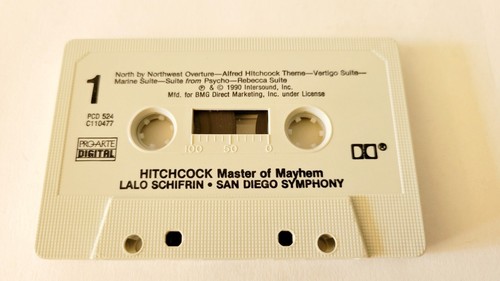 1
North by Northwest Overture—Alfred Hitchcock Theme—Vertigo Suite—
Marine Suite—Suite from Psycho—Rebecca Suite
℗ & © 1990 Intersound, Inc.
Mfd. for BMG Direct Marketing, Inc. under License
PCD 524
C110477
PRO ARTE
DIGITAL
100 50 0
®
HITCHCOCK Master of Mayhem
LALO SCHIFRIN • SAN DIEGO SYMPHONY